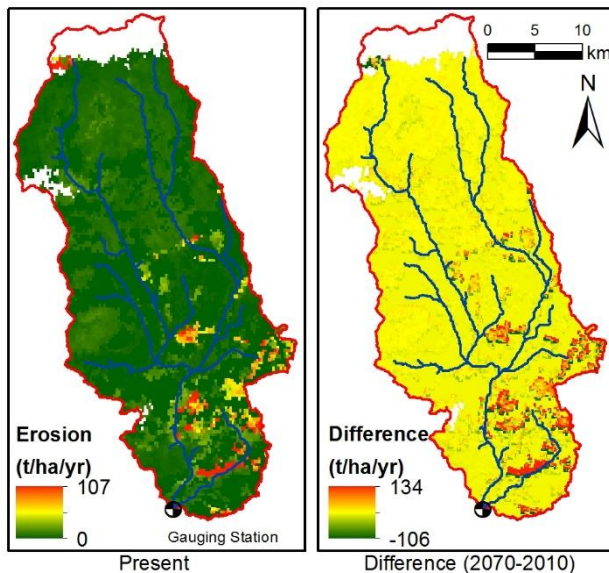 0 5 10
km
N
Erosion
(t/ha/yr)
107
0
Gauging Station
Present
Difference
(t/ha/yr)
134
-106
Difference (2070-2010)